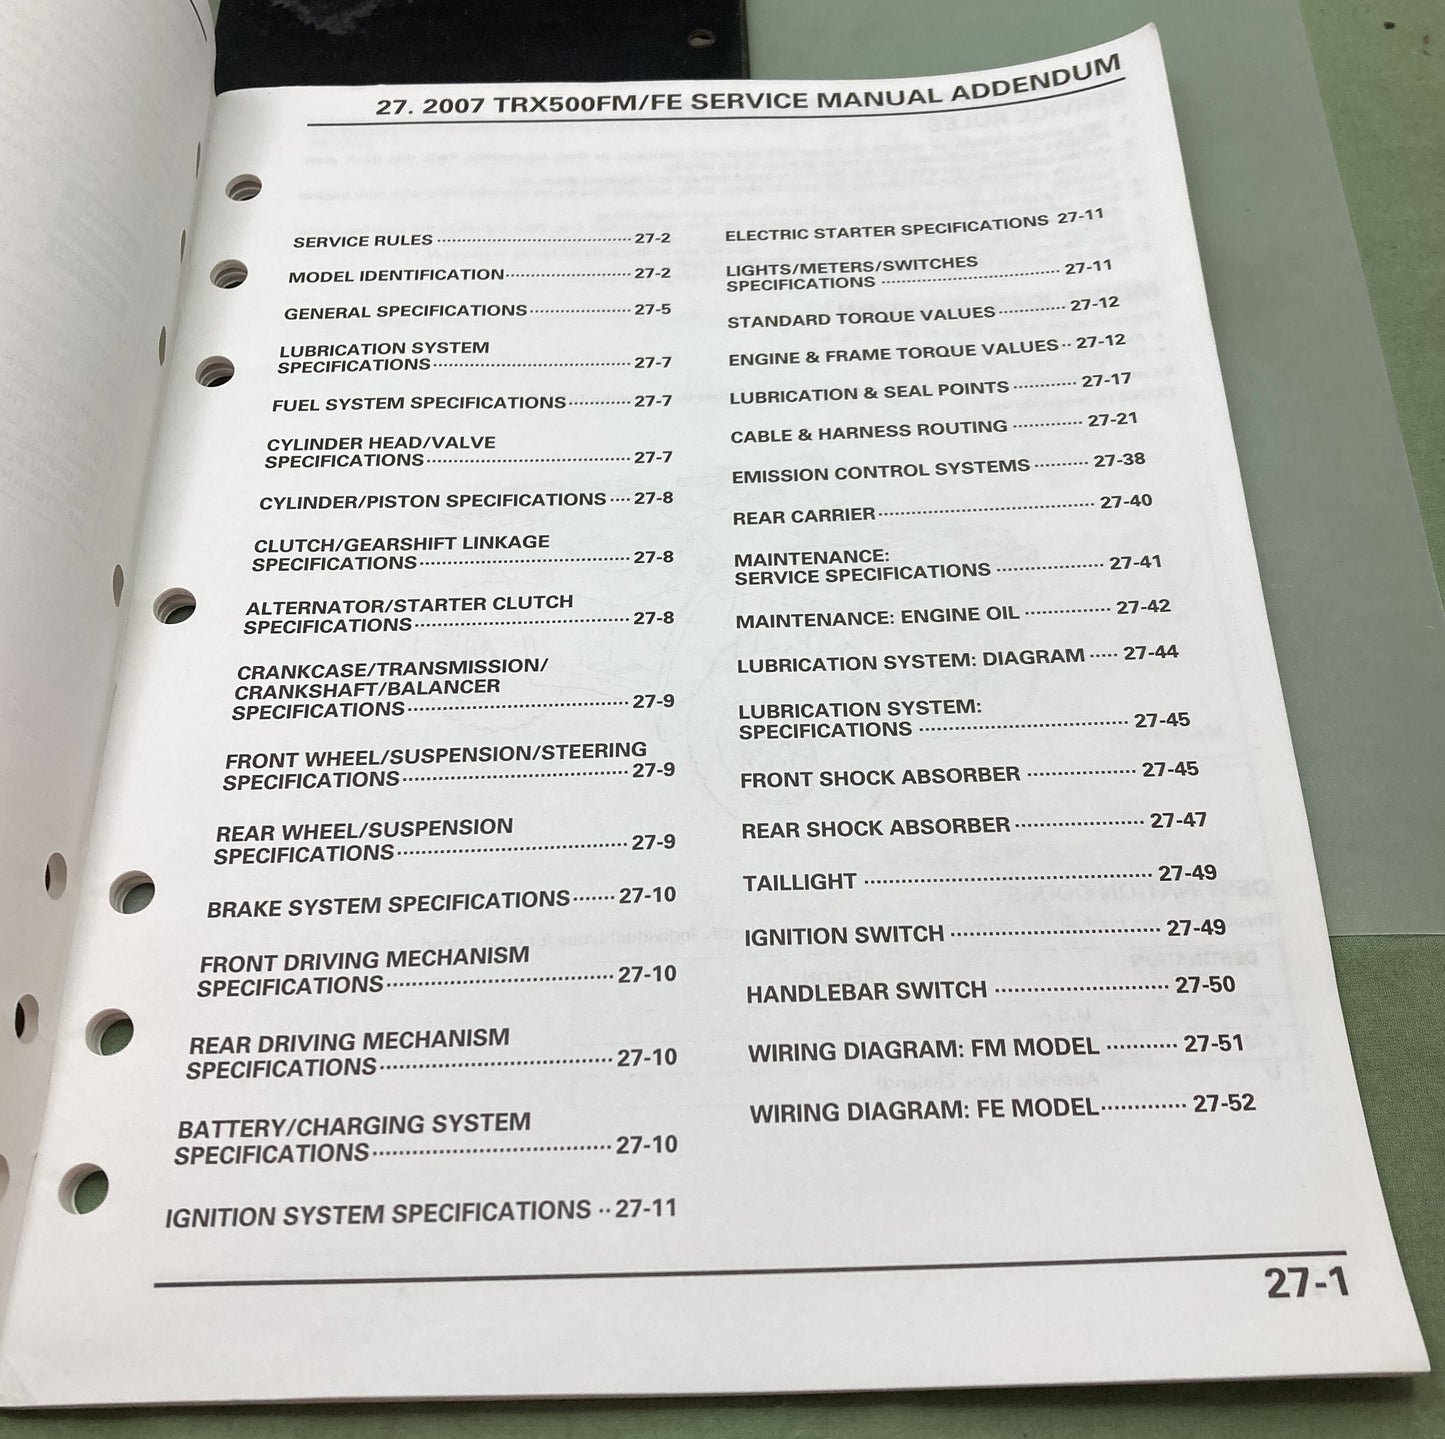 27. 2007 TRX500FM/FE SERVICE MANUAL ADDENDUM
SERVICE RULES ·································· 27-2
MODEL IDENTIFICATION······················ 27-2
GENERAL SPECIFICATIONS·················· 27-5
LUBRICATION SYSTEM
SPECIFICATIONS··································· 27-7
FUEL SYSTEM SPECIFICATIONS··········· 27-7
CYLINDER HEAD/VALVE
SPECIFICATIONS···································· 27-7
CYLINDER/PISTON SPECIFICATIONS ···· 27-8
CLUTCH/GEARSHIFT LINKAGE
SPECIFICATIONS···································· 27-8
ALTERNATOR/STARTER CLUTCH
SPECIFICATIONS···································· 27-8
CRANKCASE/TRANSMISSION/
CRANKSHAFT/BALANCER
SPECIFICATIONS···································· 27-9
FRONT WHEEL/SUSPENSION/STEERING
SPECIFICATIONS···································· 27-9
REAR WHEEL/SUSPENSION
SPECIFICATIONS···································· 27-9
BRAKE SYSTEM SPECIFICATIONS······· 27-10
FRONT DRIVING MECHANISM
SPECIFICATIONS·································· 27-10
REAR DRIVING MECHANISM
SPECIFICATIONS·································· 27-10
BATTERY/CHARGING SYSTEM
SPECIFICATIONS·································· 27-10
IGNITION SYSTEM SPECIFICATIONS ·· 27-11
ELECTRIC STARTER SPECIFICATIONS 27-11
LIGHTS/METERS/SWITCHES
SPECIFICATIONS ································ 27-11
STANDARD TORQUE VALUES············ 27-12
ENGINE & FRAME TORQUE VALUES·· 27-12
LUBRICATION & SEAL POINTS ··········· 27-17
CABLE & HARNESS ROUTING ············ 27-21
EMISSION CONTROL SYSTEMS ·········· 27-38
REAR CARRIER····································· 27-40
MAINTENANCE:
SERVICE SPECIFICATIONS ·················· 27-41
MAINTENANCE: ENGINE OIL ·············· 27-42
LUBRICATION SYSTEM: DIAGRAM ····· 27-44
LUBRICATION SYSTEM:
SPECIFICATIONS ································· 27-45
FRONT SHOCK ABSORBER ·················· 27-45
REAR SHOCK ABSORBER ····················· 27-47
TAILLIGHT ·········································· 27-49
IGNITION SWITCH ······························· 27-49
HANDLEBAR SWITCH ························· 27-50
WIRING DIAGRAM: FM MODEL ··········· 27-51
WIRING DIAGRAM: FE MODEL············· 27-52
27-1